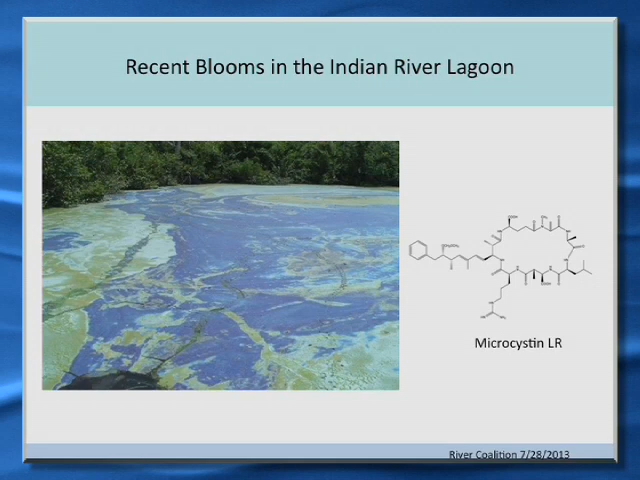 Recent Blooms in the Indian River Lagoon
Microcystin LR
River Coalition 7/28/2013